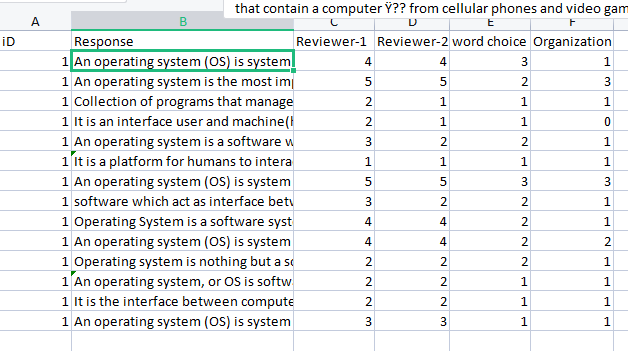 that contain a computer Ÿ?? from cellular phones and video gam
A B C D E F
iD Response Reviewer-1 Reviewer-2 word choice Organization
1 An operating system (OS) is system 4 4 3 1
1 An operating system is the most im 5 5 2 3
1 Collection of programs that manage 2 1 1 1
1 It is an interface user and machine( 2 1 1 0
1 An operating system is a software w 3 2 2 1
1 It is a platform for humans to intera 1 1 1 1
1 An operating system (OS) is system 5 5 3 3
1 software which act as interface betw 3 2 2 1
1 Operating System is a software syst 4 4 2 1
1 An operating system (OS) is system 4 4 2 2
1 Operating system is nothing but a so 2 2 2 1
1 An operating system, or OS is softw 2 2 1 1
1 It is the interface between compute 2 2 1 1
1 An operating system (OS) is system 3 3 1 1